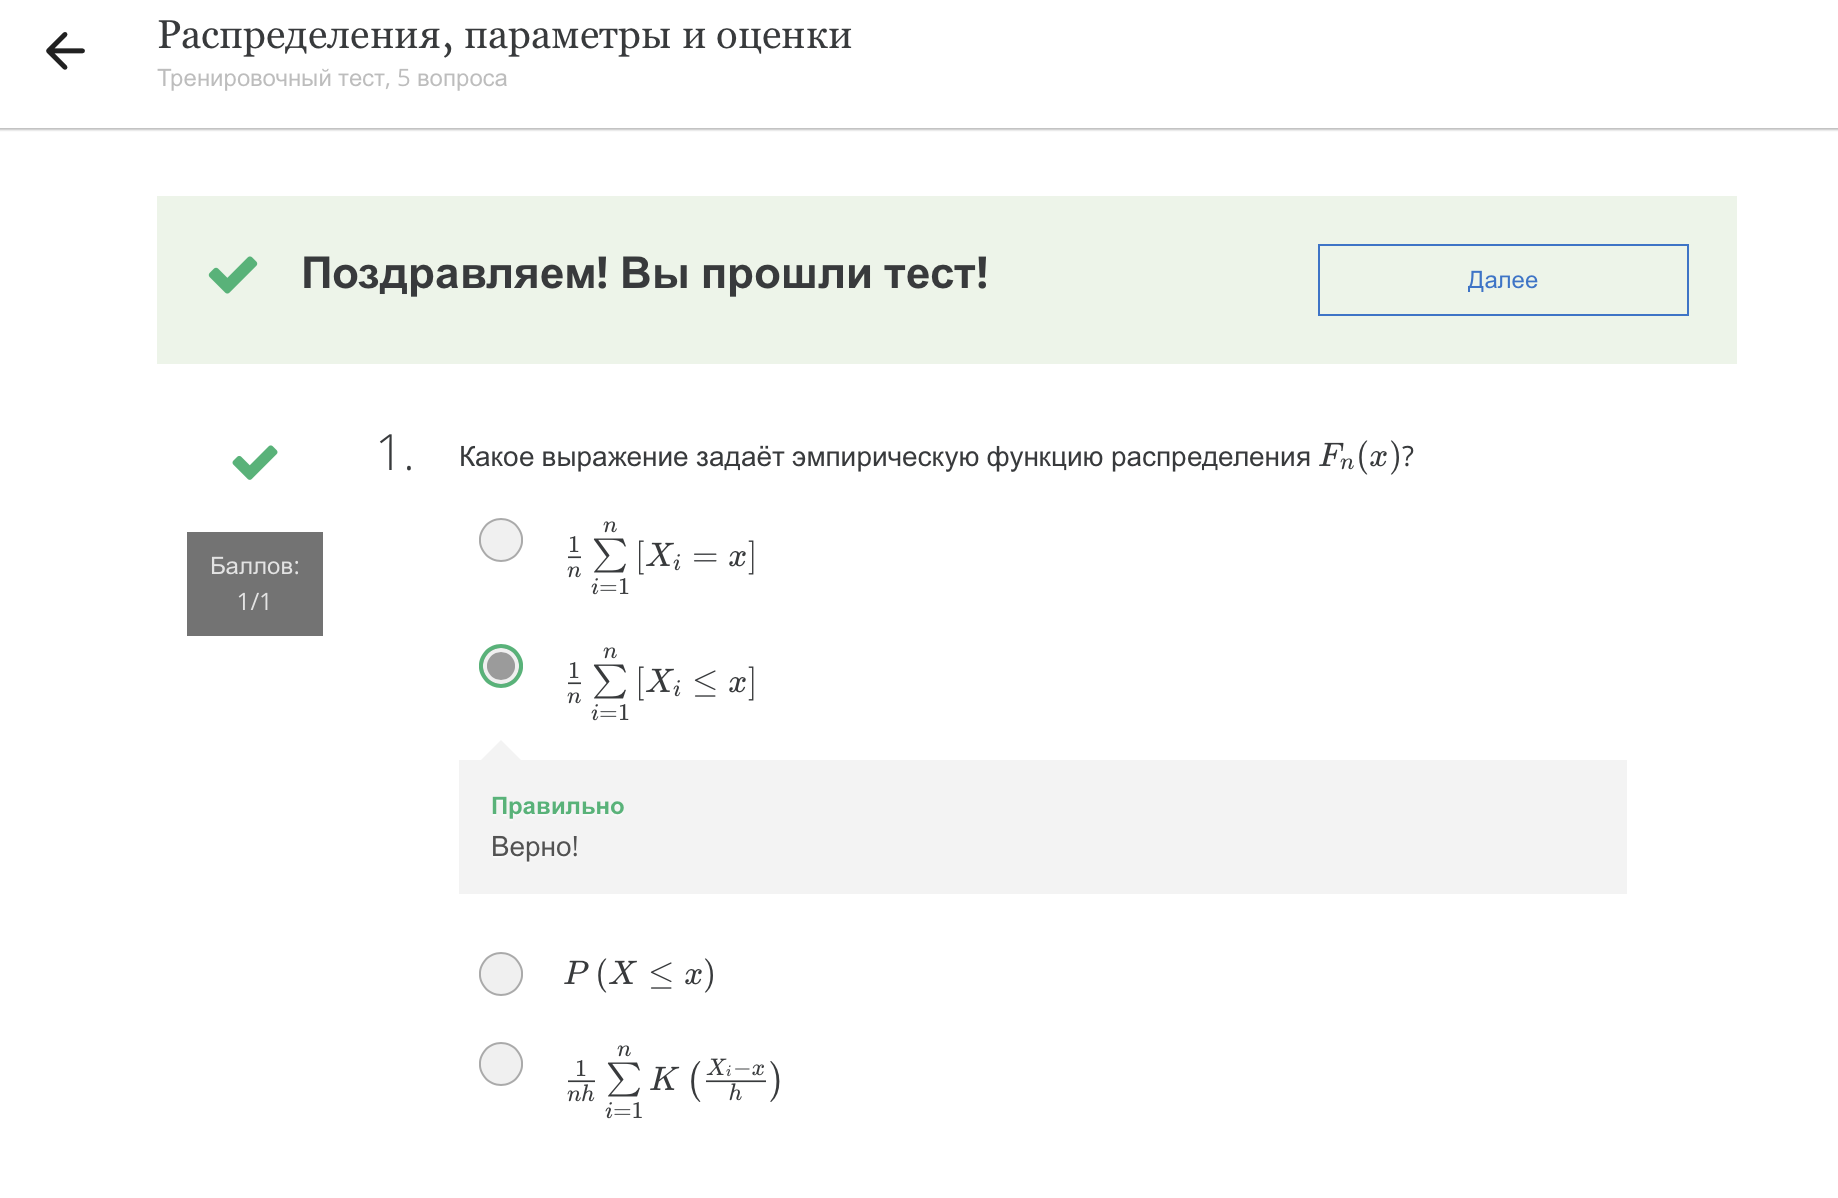 Распределения, параметры и оценки
Тренировочный тест, 5 вопроса
Поздравляем! Вы прошли тест!
Далее
1. Какое выражение задаёт эмпирическую функцию распределения $F_n(x)$?
Баллов:
1/1
$\frac{1}{n} \sum_{i=1}^{n} [X_i = x]$
$\frac{1}{n} \sum_{i=1}^{n} [X_i \leq x]$
Правильно
Верно!
$P(X \leq x)$
$\frac{1}{nh} \sum_{i=1}^{n} K\left(\frac{X_i - x}{h}\right)$